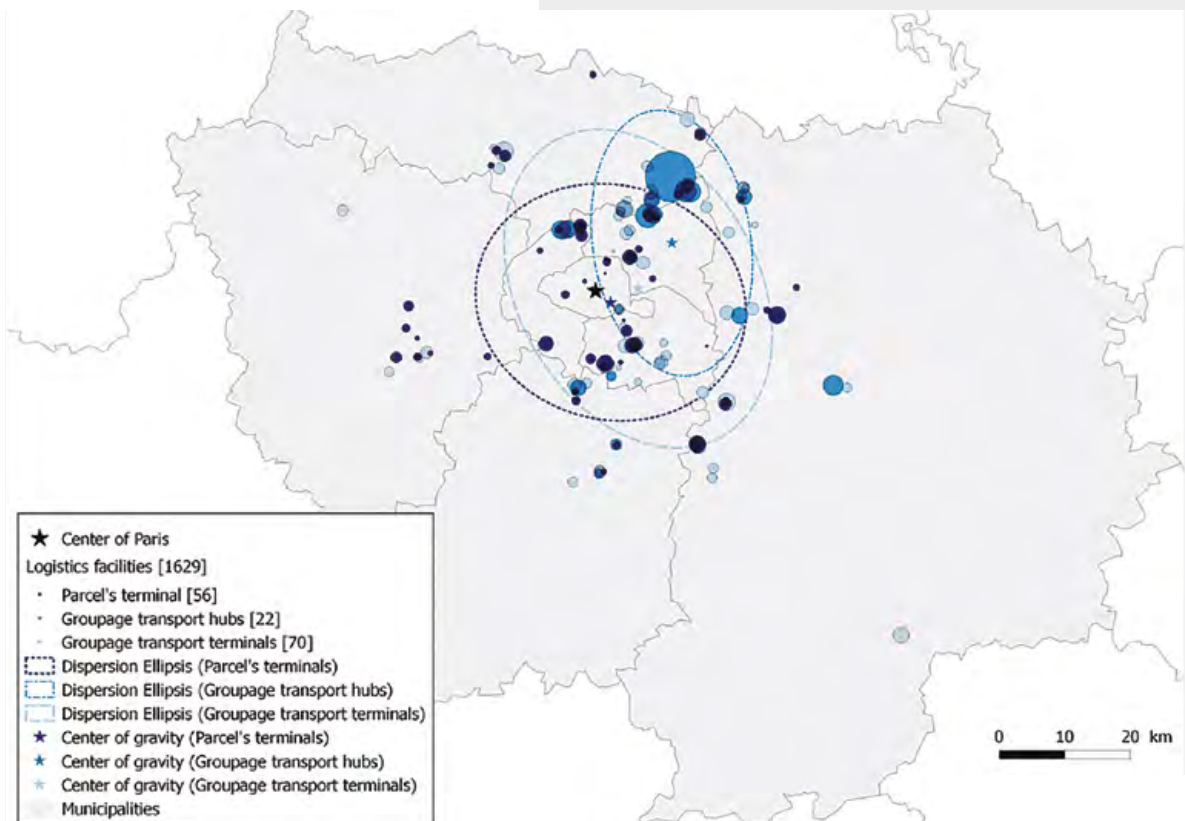 Center of Paris
Logistics facilities [1629]
Parcel's terminal [56]
Groupage transport hubs [22]
Groupage transport terminals [70]
Dispersion Ellipsis (Parcel's terminals)
Dispersion Ellipsis (Groupage transport hubs)
Dispersion Ellipsis (Groupage transport terminals)
Center of gravity (Parcel's terminals)
Center of gravity (Groupage transport hubs)
Center of gravity (Groupage transport terminals)
Municipalities
0 10 20 km